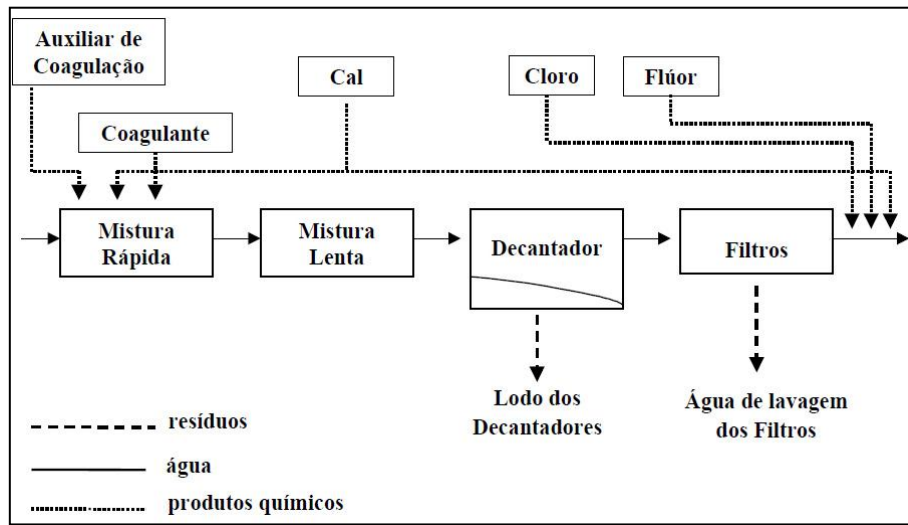 Auxiliar de
Coagulação
Cal
Cloro
Flúor
Coagulante
Mistura
Rápida
Mistura
Lenta
Decantador
Filtros
Lodo dos
Decantadores
Água de lavagem
dos Filtros
resíduos
água
produtos químicos